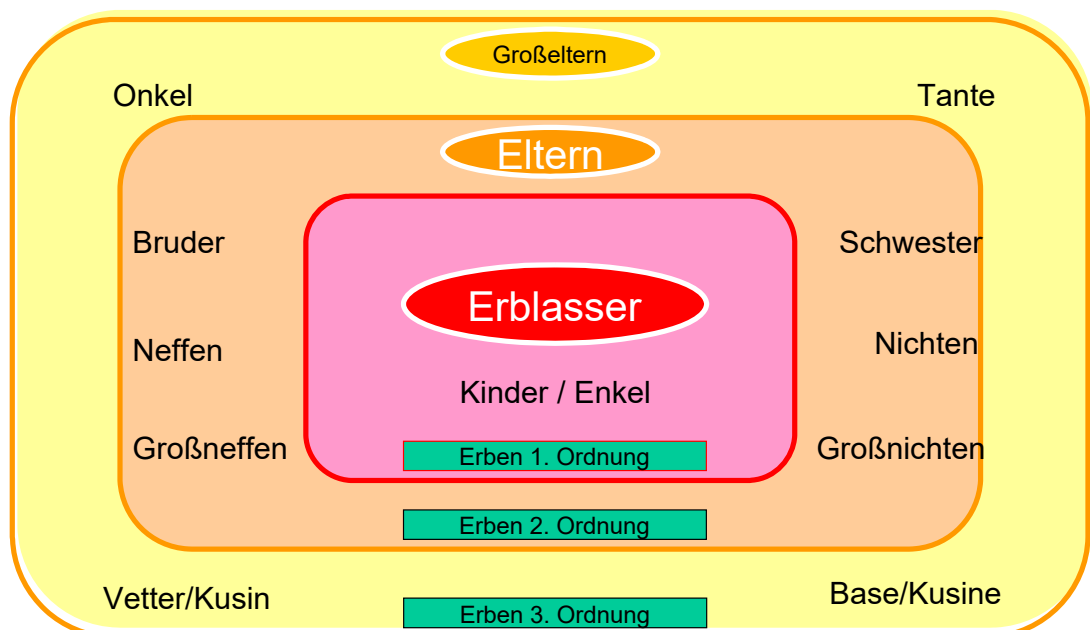 Großeltern
Onkel
Tante
Eltern
Bruder
Schwester
Erblasser
Neffen
Nichten
Kinder / Enkel
Großneffen
Erben 1. Ordnung
Großnichten
Erben 2. Ordnung
Vetter/Kusin
Erben 3. Ordnung
Base/Kusine